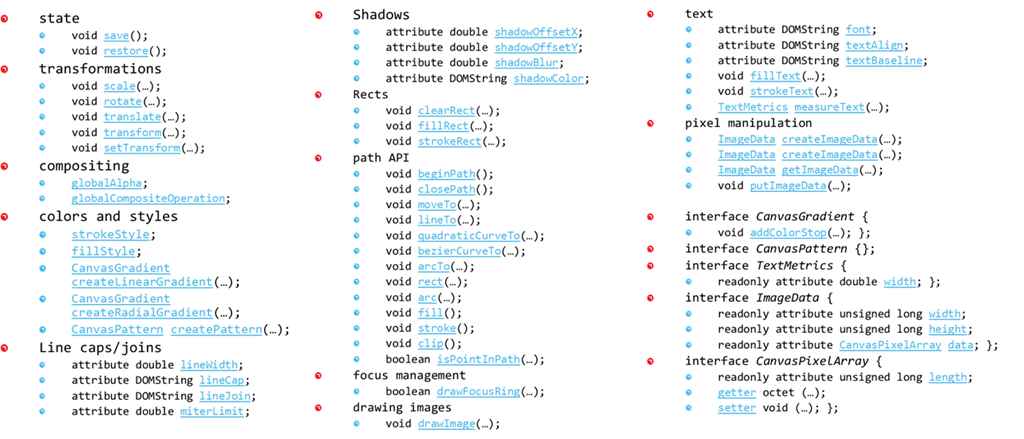 state
void save();
void restore();
transformations
void scale(…);
void rotate(…);
void translate(…);
void transform(…);
void setTransform(…);
compositing
globalAlpha;
globalCompositeOperation;
colors and styles
strokeStyle;
fillStyle;
CanvasGradient
createLinearGradient(…);
CanvasGradient
createRadialGradient(…);
CanvasPattern createPattern(…);
Line caps/joins
attribute double lineWidth;
attribute DOMString lineCap;
attribute DOMString lineJoin;
attribute double miterLimit;
Shadows
attribute double shadowOffsetX;
attribute double shadowOffsetY;
attribute double shadowBlur;
attribute DOMString shadowColor;
Rects
void clearRect(…);
void fillRect(…);
void strokeRect(…);
path API
void beginPath();
void closePath();
void moveTo(…);
void lineTo(…);
void quadraticCurveTo(…);
void bezierCurveTo(…);
void arcTo(…);
void rect(…);
void arc(…);
void fill();
void stroke();
void clip();
boolean isPointInPath(…);
focus management
boolean drawFocusRing(…);
drawing images
void drawImage(…);
text
attribute DOMString font;
attribute DOMString textAlign;
attribute DOMString textBaseline;
void fillText(…);
void strokeText(…);
TextMetrics measureText(…);
pixel manipulation
ImageData createImageData(…);
ImageData createImageData(…);
ImageData getImageData(…);
void putImageData(…);
interface CanvasGradient {
void addColorStop(…); };
interface CanvasPattern {};
interface TextMetrics {
readonly attribute double width; };
interface ImageData {
readonly attribute unsigned long width;
readonly attribute unsigned long height;
readonly attribute CanvasPixelArray data; };
interface CanvasPixelArray {
readonly attribute unsigned long length;
getter octet (…);
setter void (…); };